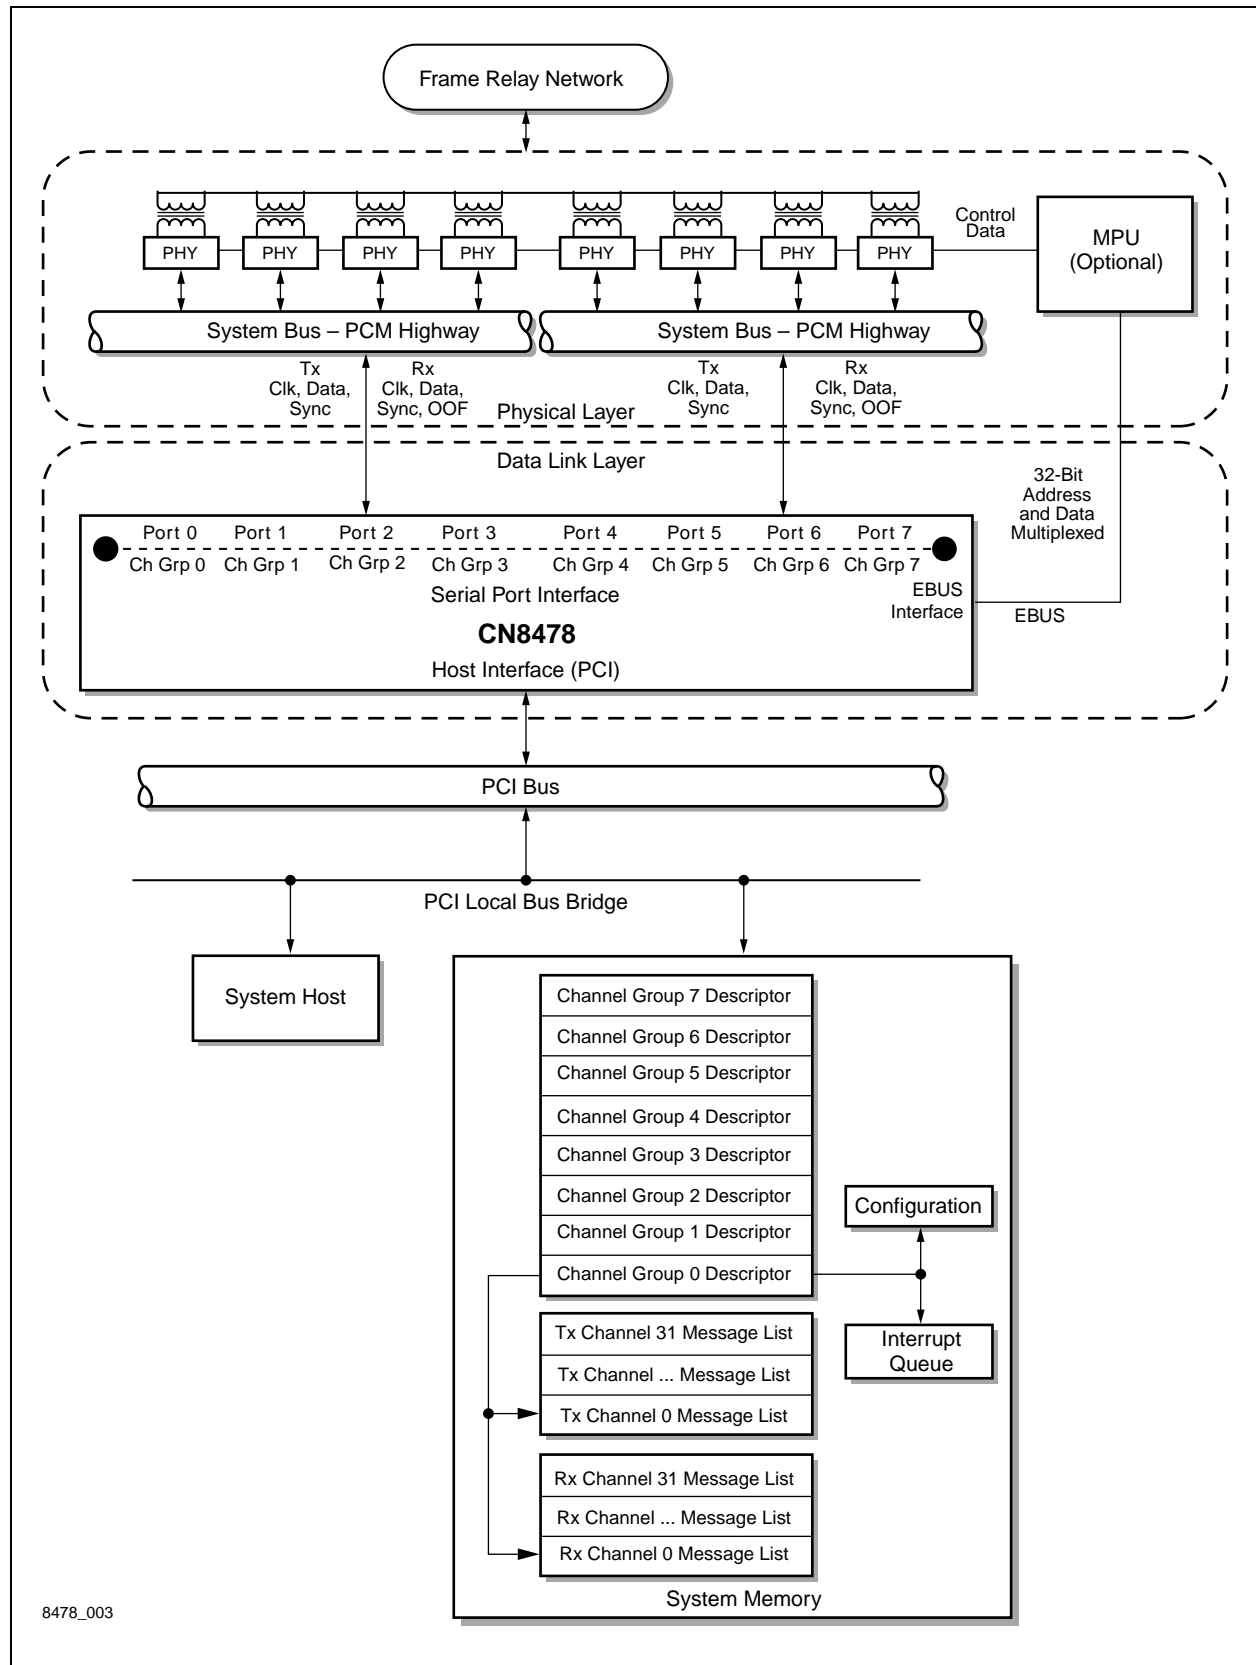 Frame Relay Network
PHY PHY PHY PHY PHY PHY PHY PHY
Control
Data
MPU
(Optional)
System Bus – PCM Highway
System Bus – PCM Highway
Tx
Clk, Data,
Sync
Rx
Clk, Data,
Sync, OOF
Tx
Clk, Data,
Sync
Rx
Clk, Data,
Sync, OOF
Physical Layer
Data Link Layer
32-Bit
Address
and Data
Multiplexed
Port 0 Port 1 Port 2 Port 3 Port 4 Port 5 Port 6 Port 7
Ch Grp 0 Ch Grp 1 Ch Grp 2 Ch Grp 3 Ch Grp 4 Ch Grp 5 Ch Grp 6 Ch Grp 7
Serial Port Interface
EBUS
Interface
EBUS
CN8478
Host Interface (PCI)
PCI Bus
PCI Local Bus Bridge
System Host
Channel Group 7 Descriptor
Channel Group 6 Descriptor
Channel Group 5 Descriptor
Channel Group 4 Descriptor
Channel Group 3 Descriptor
Channel Group 2 Descriptor
Channel Group 1 Descriptor
Channel Group 0 Descriptor
Configuration
Interrupt
Queue
Tx Channel 31 Message List
Tx Channel ... Message List
Tx Channel 0 Message List
Rx Channel 31 Message List
Rx Channel ... Message List
Rx Channel 0 Message List
System Memory
8478_003